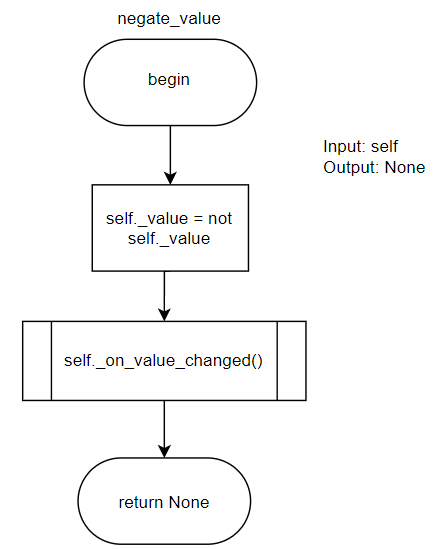 negate_value
begin
Input: self
Output: None
self._value = not
self._value
self._on_value_changed()
return None